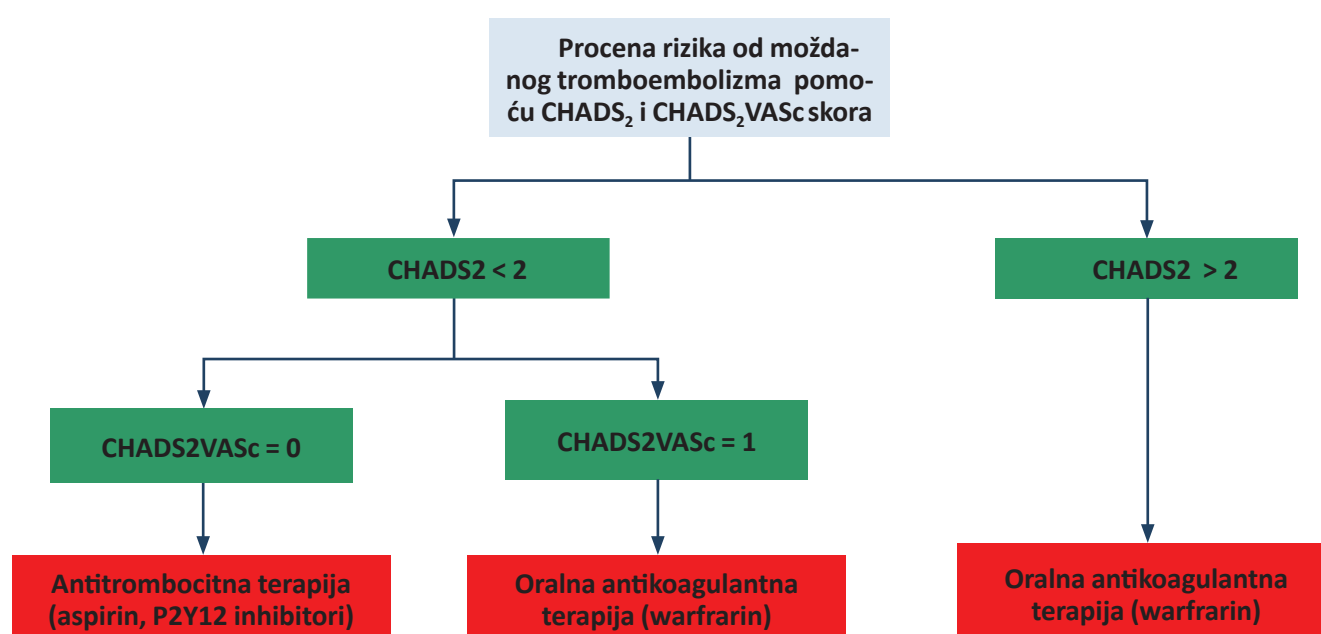 Procena rizika od možda-
nog tromboembolizma pomo-
ću CHADS₂ i CHADS₂VASc skora
CHADS2 < 2
CHADS2 > 2
CHADS2VASc = 0
CHADS2VASc = 1
Antitrombocitna terapija
(aspirin, P2Y12 inhibitori)
Oralna antikoagulantna
terapija (warfrarin)
Oralna antikoagulantna
terapija (warfrarin)